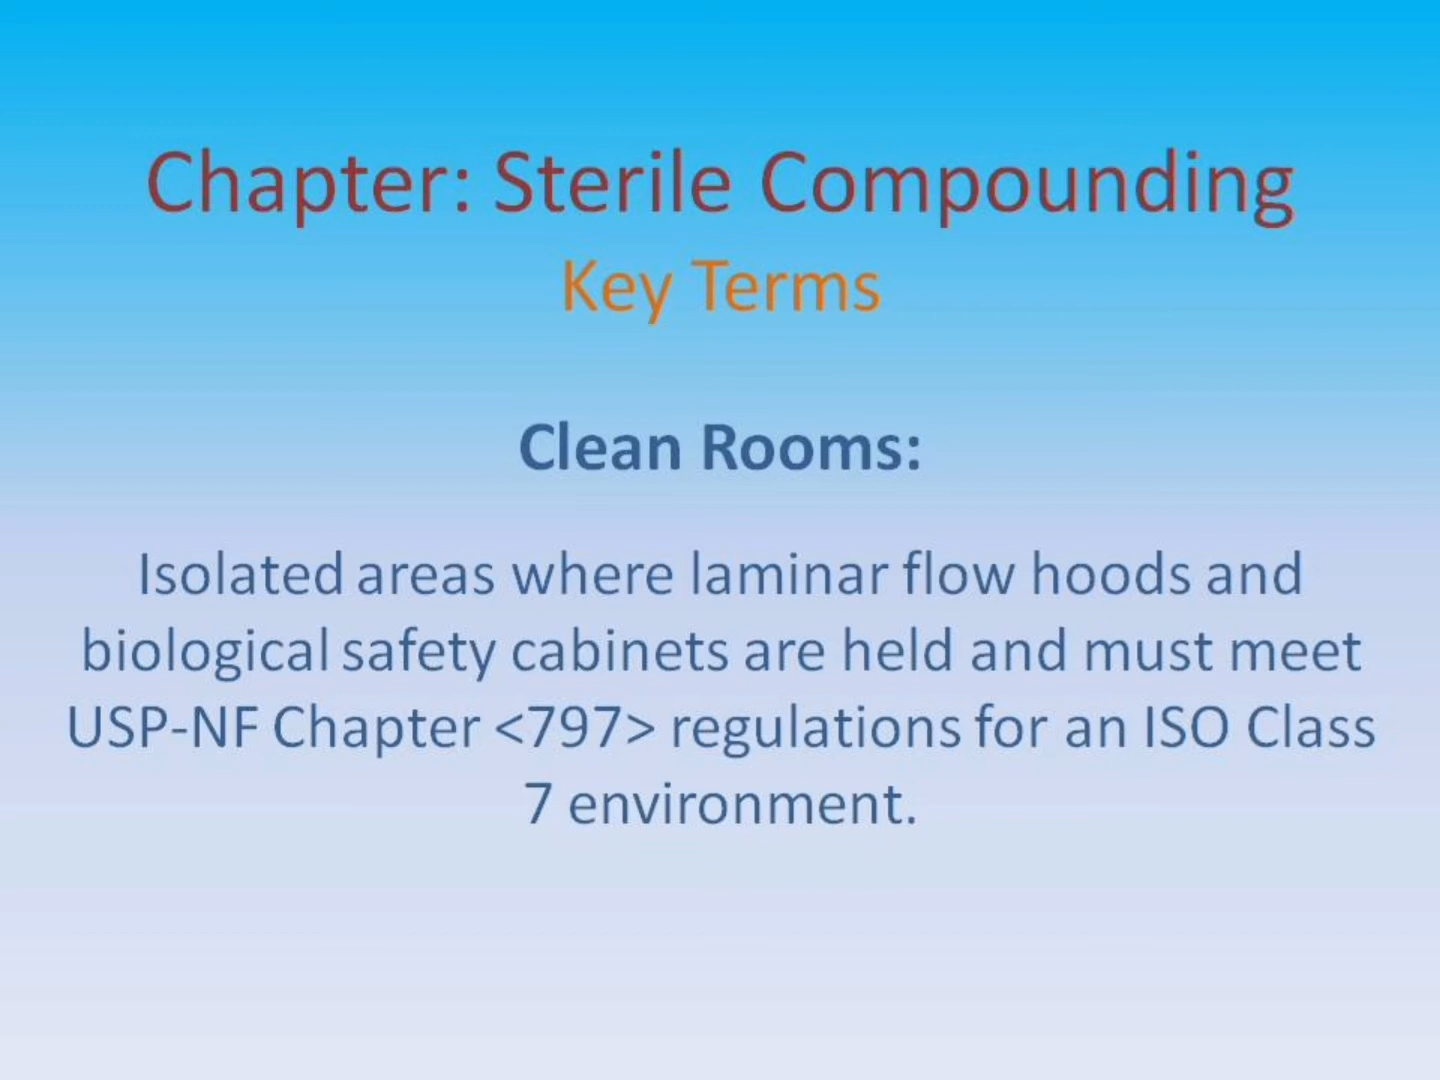 Chapter: Sterile Compounding
Key Terms
Clean Rooms:
Isolated areas where laminar flow hoods and
biological safety cabinets are held and must meet
USP-NF Chapter <797> regulations for an ISO Class
7 environment.